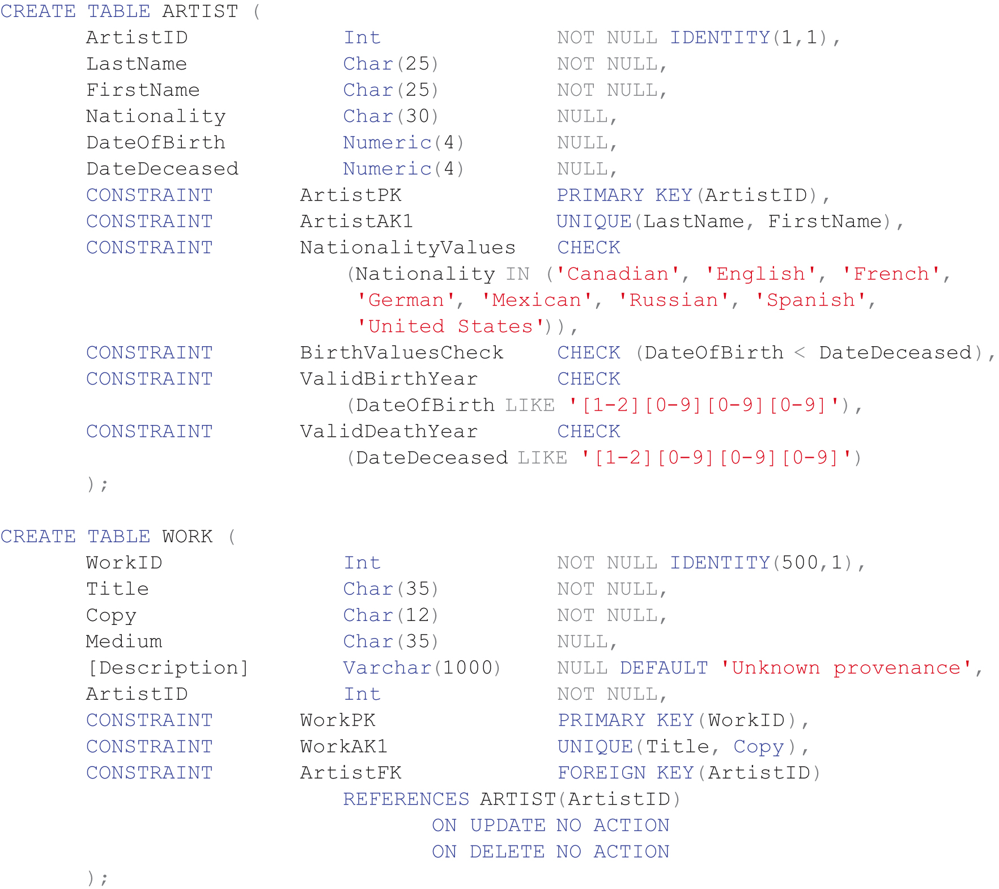 CREATE TABLE ARTIST (
ArtistID Int NOT NULL IDENTITY(1,1),
LastName Char(25) NOT NULL,
FirstName Char(25) NOT NULL,
Nationality Char(30) NULL,
DateOfBirth Numeric(4) NULL,
DateDeceased Numeric(4) NULL,
CONSTRAINT ArtistPK PRIMARY KEY(ArtistID),
CONSTRAINT ArtistAK1 UNIQUE(LastName, FirstName),
CONSTRAINT NationalityValues CHECK
(Nationality IN ('Canadian', 'English', 'French',
'German', 'Mexican', 'Russian', 'Spanish',
'United States')),
CONSTRAINT BirthValuesCheck CHECK (DateOfBirth < DateDeceased),
CONSTRAINT ValidBirthYear CHECK
(DateOfBirth LIKE '[1-2][0-9][0-9][0-9]'),
CONSTRAINT ValidDeathYear CHECK
(DateDeceased LIKE '[1-2][0-9][0-9][0-9]')
);
CREATE TABLE WORK (
WorkID Int NOT NULL IDENTITY(500,1),
Title Char(35) NOT NULL,
Copy Char(12) NOT NULL,
Medium Char(35) NULL,
[Description] Varchar(1000) NULL DEFAULT 'Unknown provenance',
ArtistID Int NOT NULL,
CONSTRAINT WorkPK PRIMARY KEY(WorkID),
CONSTRAINT WorkAK1 UNIQUE(Title, Copy),
CONSTRAINT ArtistFK FOREIGN KEY(ArtistID)
REFERENCES ARTIST(ArtistID)
ON UPDATE NO ACTION
ON DELETE NO ACTION
);